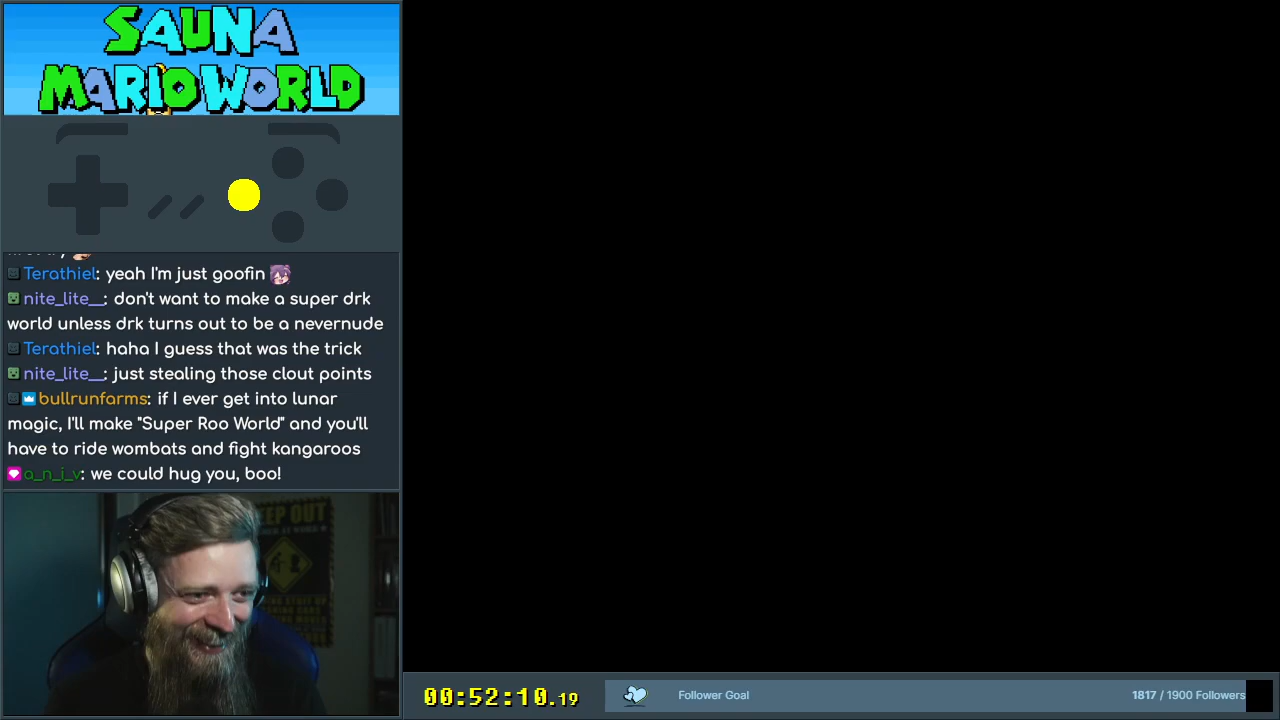 SAUNA
MARIO WORLD
Terathiel: yeah I'm just goofin
nite_lite__: don't want to make a super drk
world unless drk turns out to be a nevernude
Terathiel: haha I guess that was the trick
nite_lite__: just stealing those clout points
bullrunfarms: if I ever get into lunar
magic, I'll make "Super Roo World" and you'll
have to ride wombats and fight kangaroos
a_n_i_v: we could hug you, boo!
KEEP OUT
00:52:10.19
Follower Goal
1817 / 1900 Followers